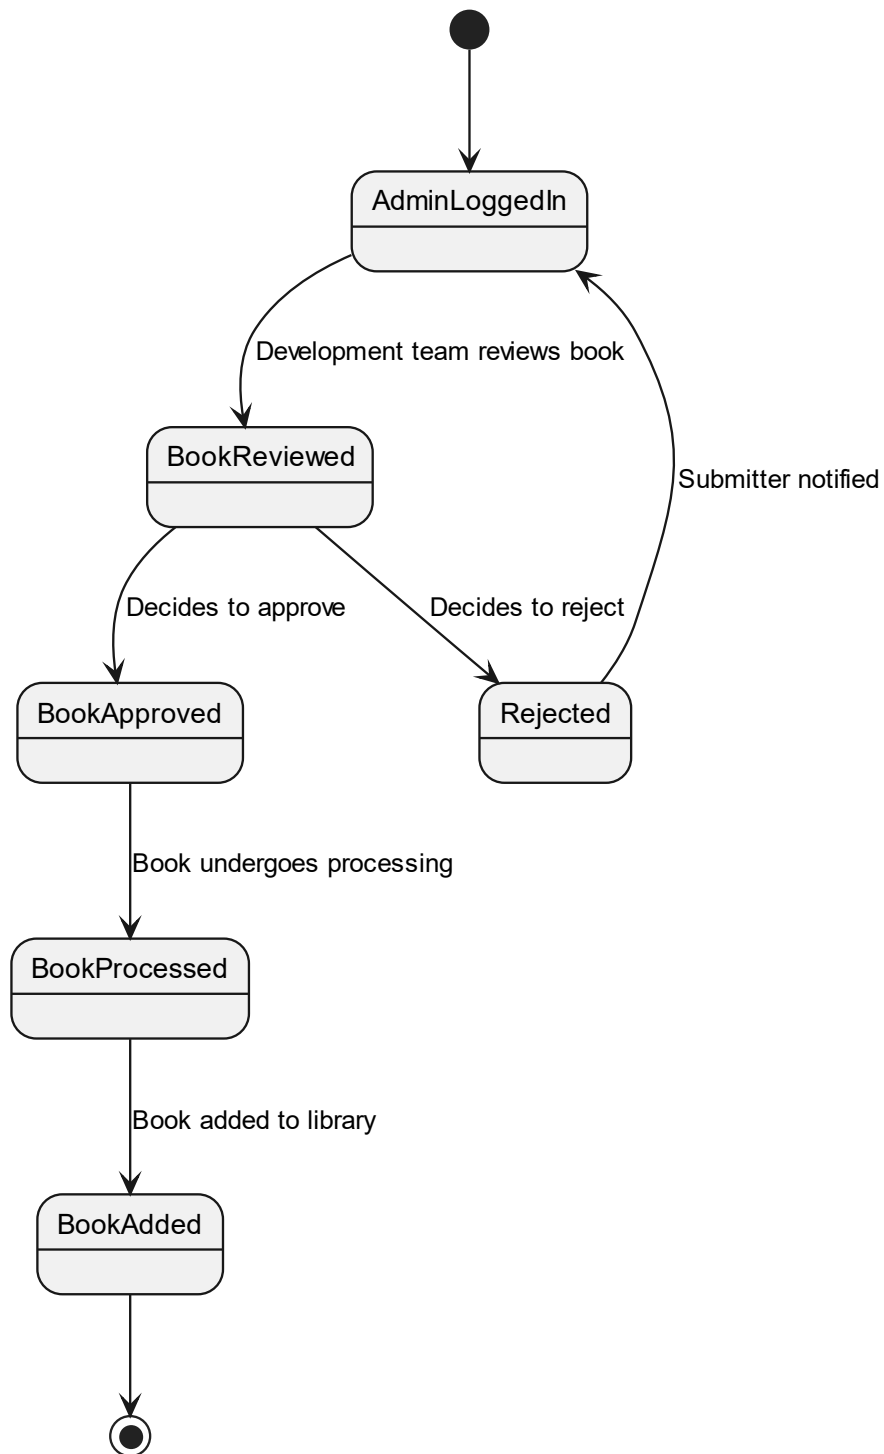 AdminLoggedIn
Development team reviews book
BookReviewed
Submitter notified
Decides to approve
Decides to reject
BookApproved
Rejected
Book undergoes processing
BookProcessed
Book added to library
BookAdded